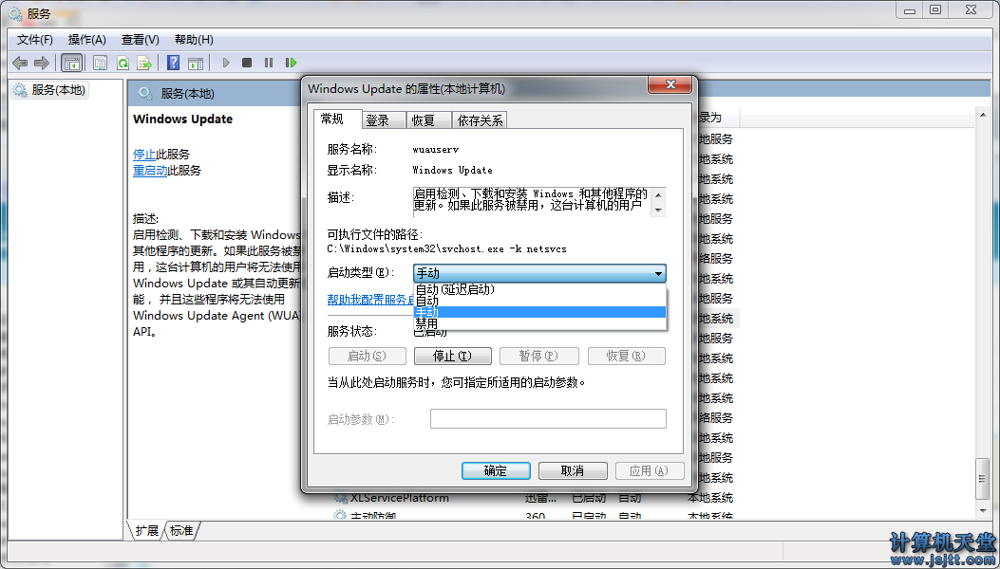 服务
文件(F) 操作(A) 查看(V) 帮助(H)
服务(本地)
服务(本地)
Windows Update
停止此服务
重启动此服务
描述:
启用检测、下载和安装 Windows
其他程序的更新。如果此服务被禁
用，这台计算机的用户将无法使用
Windows Update 或其自动更新
能， 并且这些程序将无法使用
Windows Update Agent (WUA
API。
Windows Update 的属性(本地计算机)
常规 登录 恢复 依存关系
服务名称: wuauserv
显示名称: Windows Update
描述: 启用检测、下载和安装 Windows 和其他程序的
更新。如果此服务被禁用，这台计算机的用户
可执行文件的路径:
C:\Windows\system32\svchost.exe -k netsvcs
启动类型(E): 手动
自动(延迟启动)
自动
手动
禁用
帮助我配置服务启
服务状态: 已启动
启动(S) 停止(T) 暂停(P) 恢复(R)
当从此处启动服务时，您可指定所适用的启动参数。
启动参数(M):
确定 取消 应用(A)
录为
地服务
地系统
地系统
地系统
地服务
地系统
络服务
地系统
地服务
地系统
地服务
地系统
地系统
地系统
络服务
地系统
地服务
地系统
XLServicePlatform 迅雷... 已启动 自动 本地系统
主动防御 360... 已启动 自动 本地系统
扩展 标准
计算机天堂
www.jsjtt.com